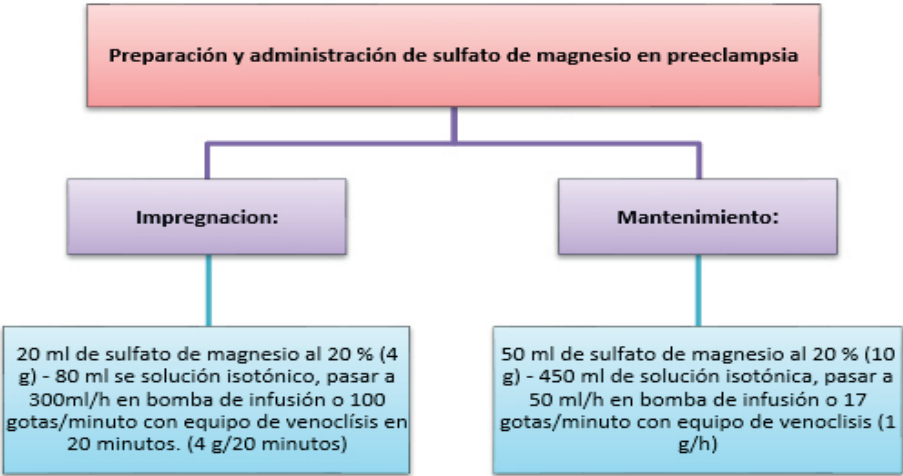 Preparación y administración de sulfato de magnesio en preeclampsia
Impregnacion:
Mantenimiento:
20 ml de sulfato de magnesio al 20 % (4
g) - 80 ml se solución isotónico, pasar a
300ml/h en bomba de infusión o 100
gotas/minuto con equipo de venoclísis en
20 minutos. (4 g/20 minutos)
50 ml de sulfato de magnesio al 20 % (10
g) - 450 ml de solución isotónica, pasar a
50 ml/h en bomba de infusión o 17
gotas/minuto con equipo de venoclisis (1
g/h)